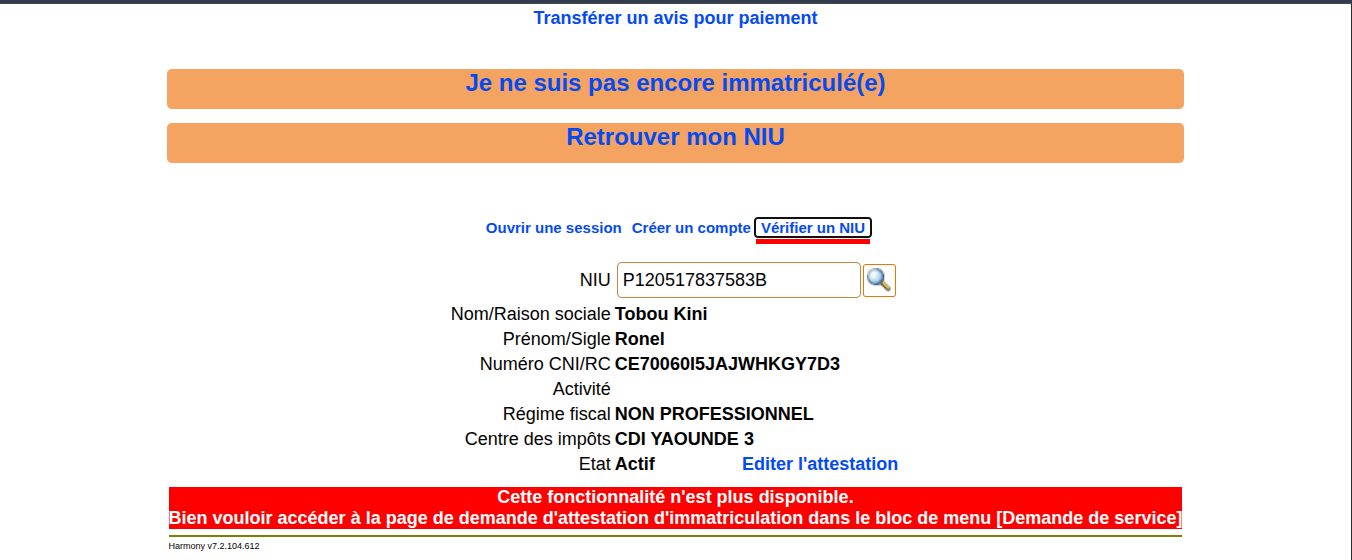 Transférer un avis pour paiement
Je ne suis pas encore immatriculé(e)
Retrouver mon NIU
Ouvrir une session Créer un compte Vérifier un NIU
NIU P120517837583B
Nom/Raison sociale Tobou Kini
Prénom/Sigle Ronel
Numéro CNI/RC CE70060I5JAJWHKGY7D3
Activité
Régime fiscal NON PROFESSIONNEL
Centre des impôts CDI YAOUNDE 3
Etat Actif Editer l'attestation
Cette fonctionnalité n'est plus disponible.
Bien vouloir accéder à la page de demande d'attestation d'immatriculation dans le bloc de menu [Demande de service]
Harmony v7.2.104.612